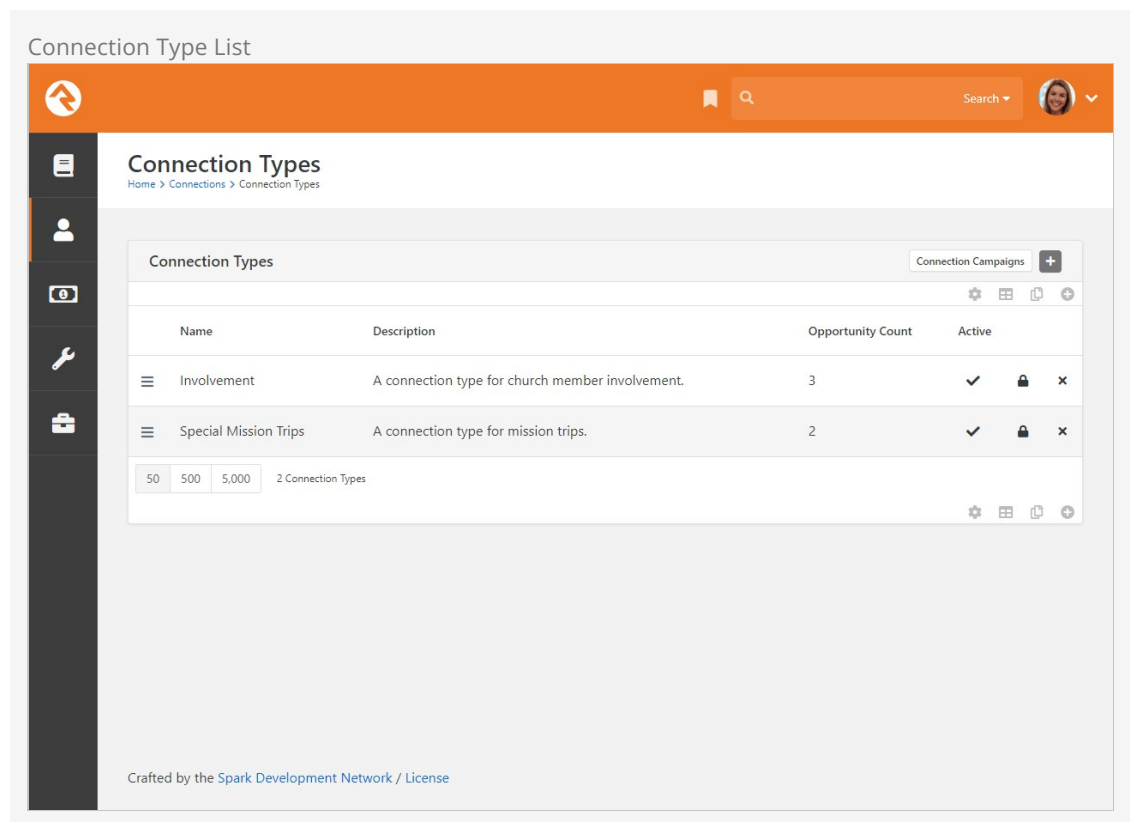 Connection Type List
Search
Connection Types
Home > Connections > Connection Types
Connection Types
Connection Campaigns
Name Description Opportunity Count Active
Involvement A connection type for church member involvement. 3
Special Mission Trips A connection type for mission trips. 2
50 500 5,000 2 Connection Types
Crafted by the Spark Development Network / License